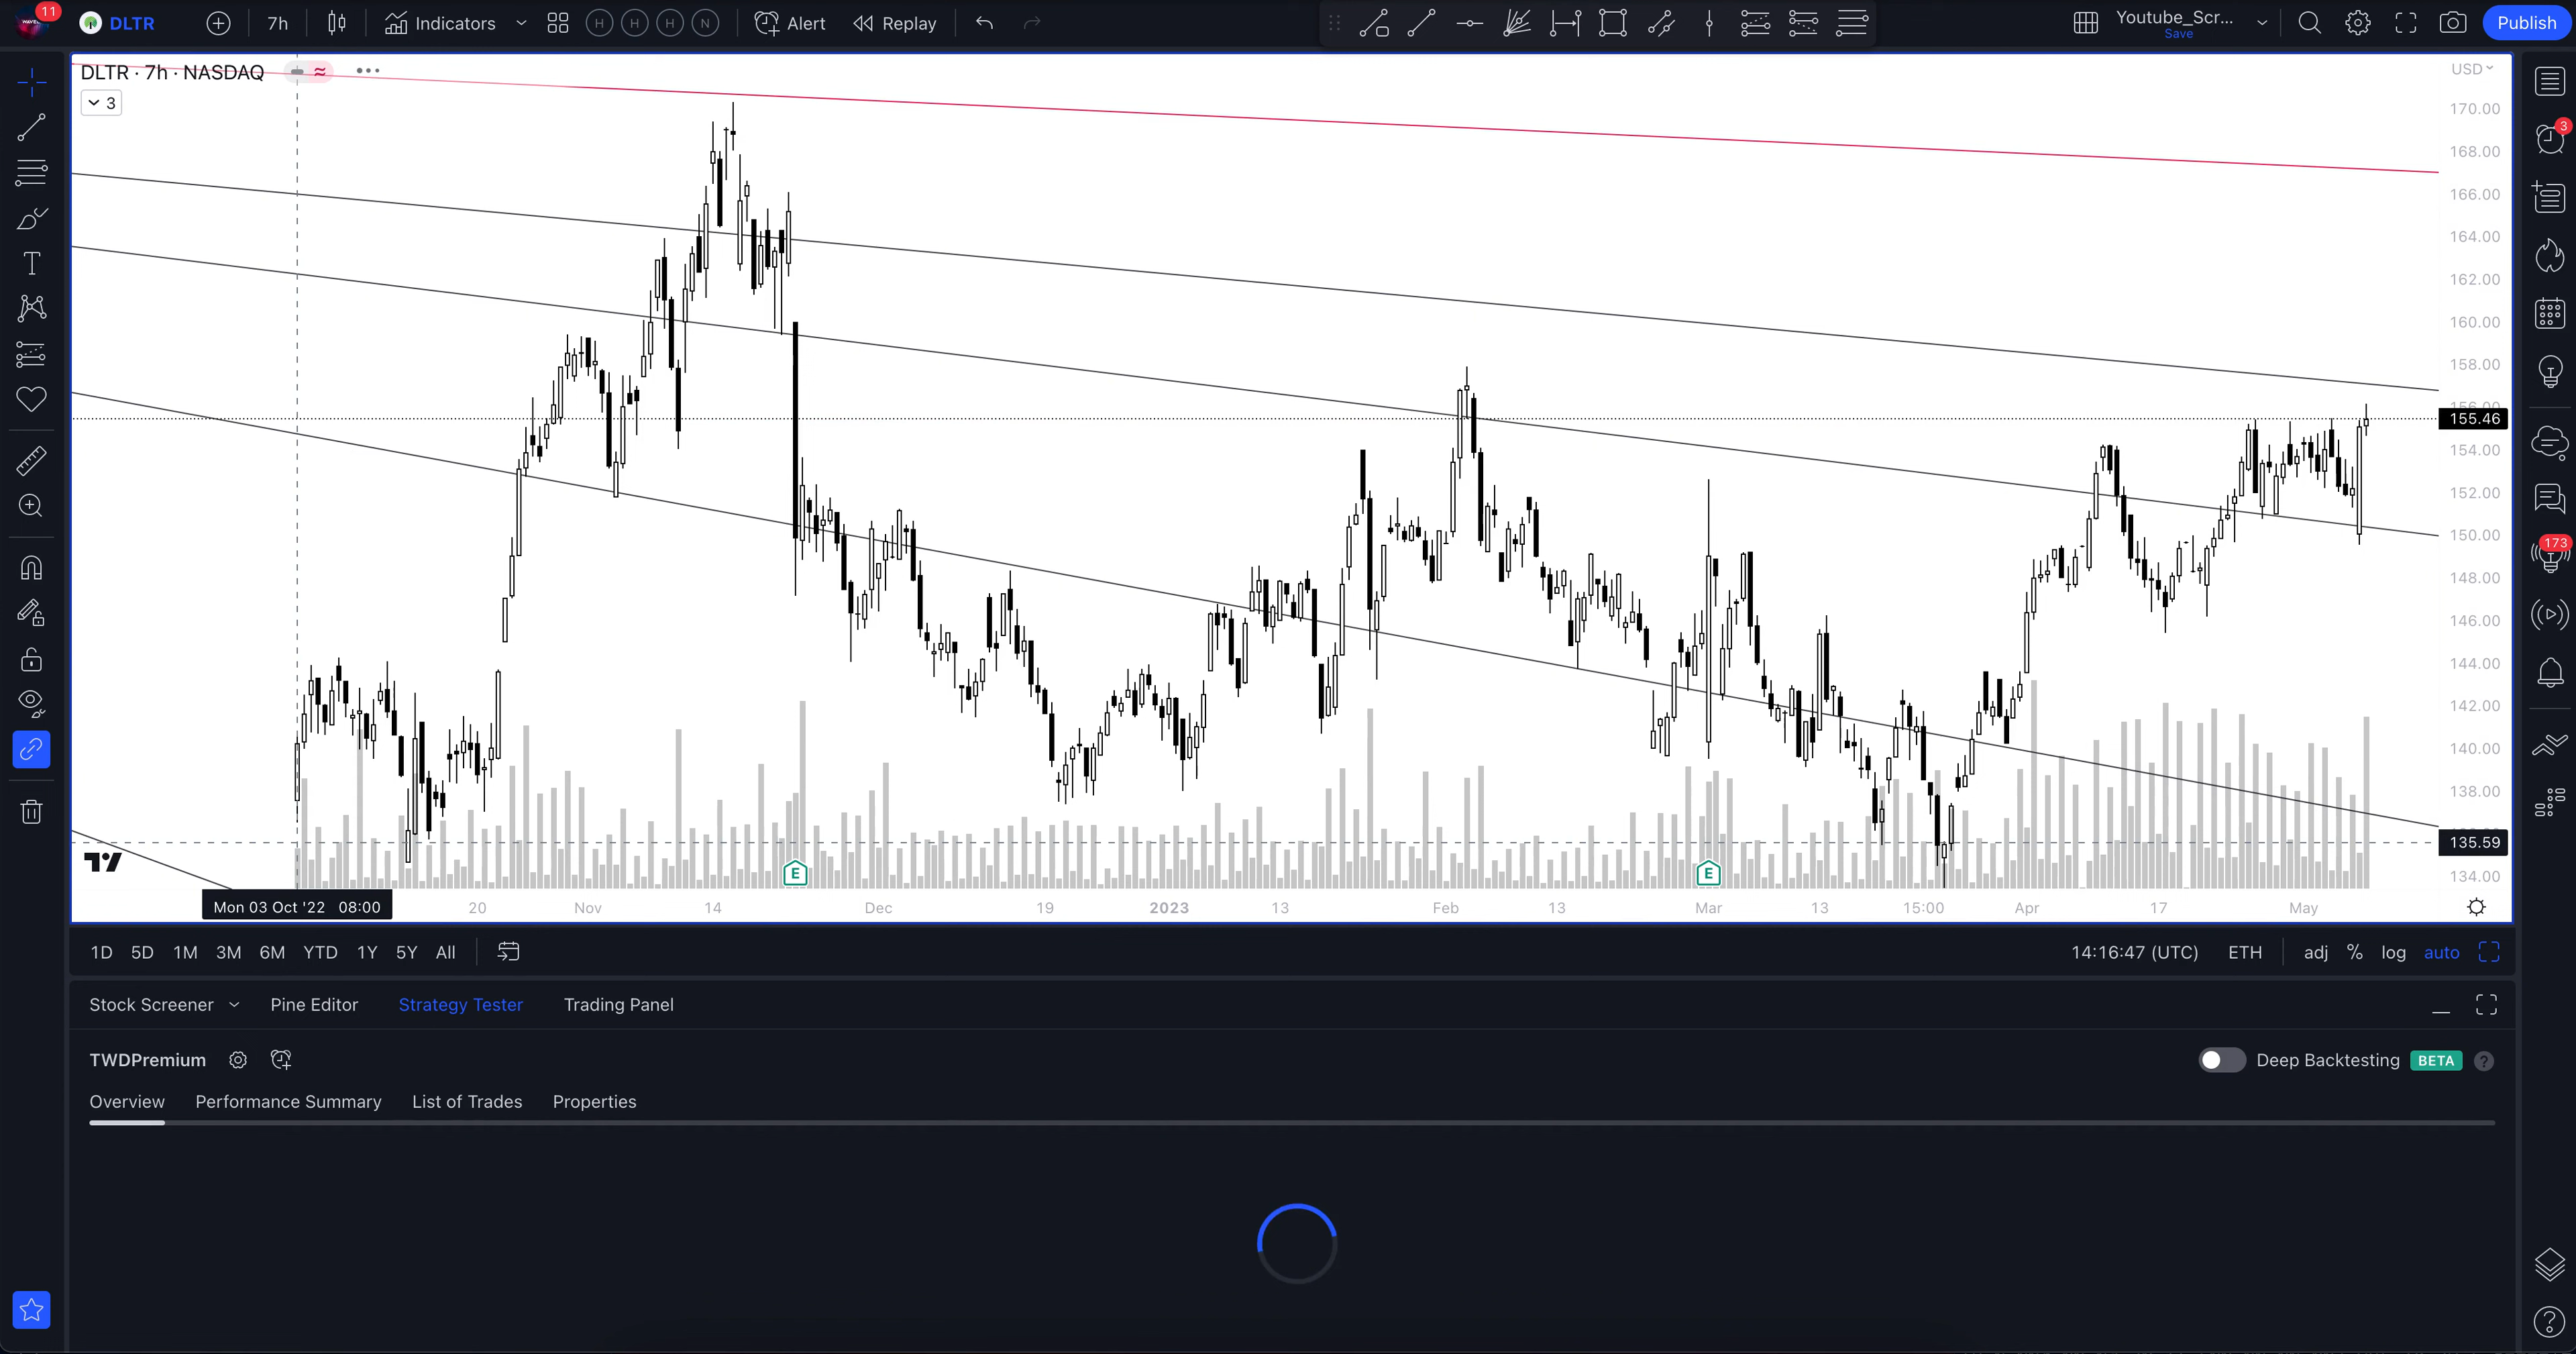 11 DLTR 7h Indicators H H H N Alert Replay Youtube_Scr... Save Publish
DLTR · 7h · NASDAQ USD
3
170.00
168.00
166.00
164.00
162.00
160.00
158.00
155.46
154.00
152.00
150.00
148.00
146.00
144.00
142.00
140.00
138.00
135.59
134.00
E E
Mon 03 Oct '22 08:00 20 Nov 14 Dec 19 2023 13 Feb 13 Mar 13 15:00 Apr 17 May
1D 5D 1M 3M 6M YTD 1Y 5Y All 14:16:47 (UTC) ETH adj % log auto
Stock Screener Pine Editor Strategy Tester Trading Panel
TWDPremium Deep Backtesting BETA ?
Overview Performance Summary List of Trades Properties
3
173